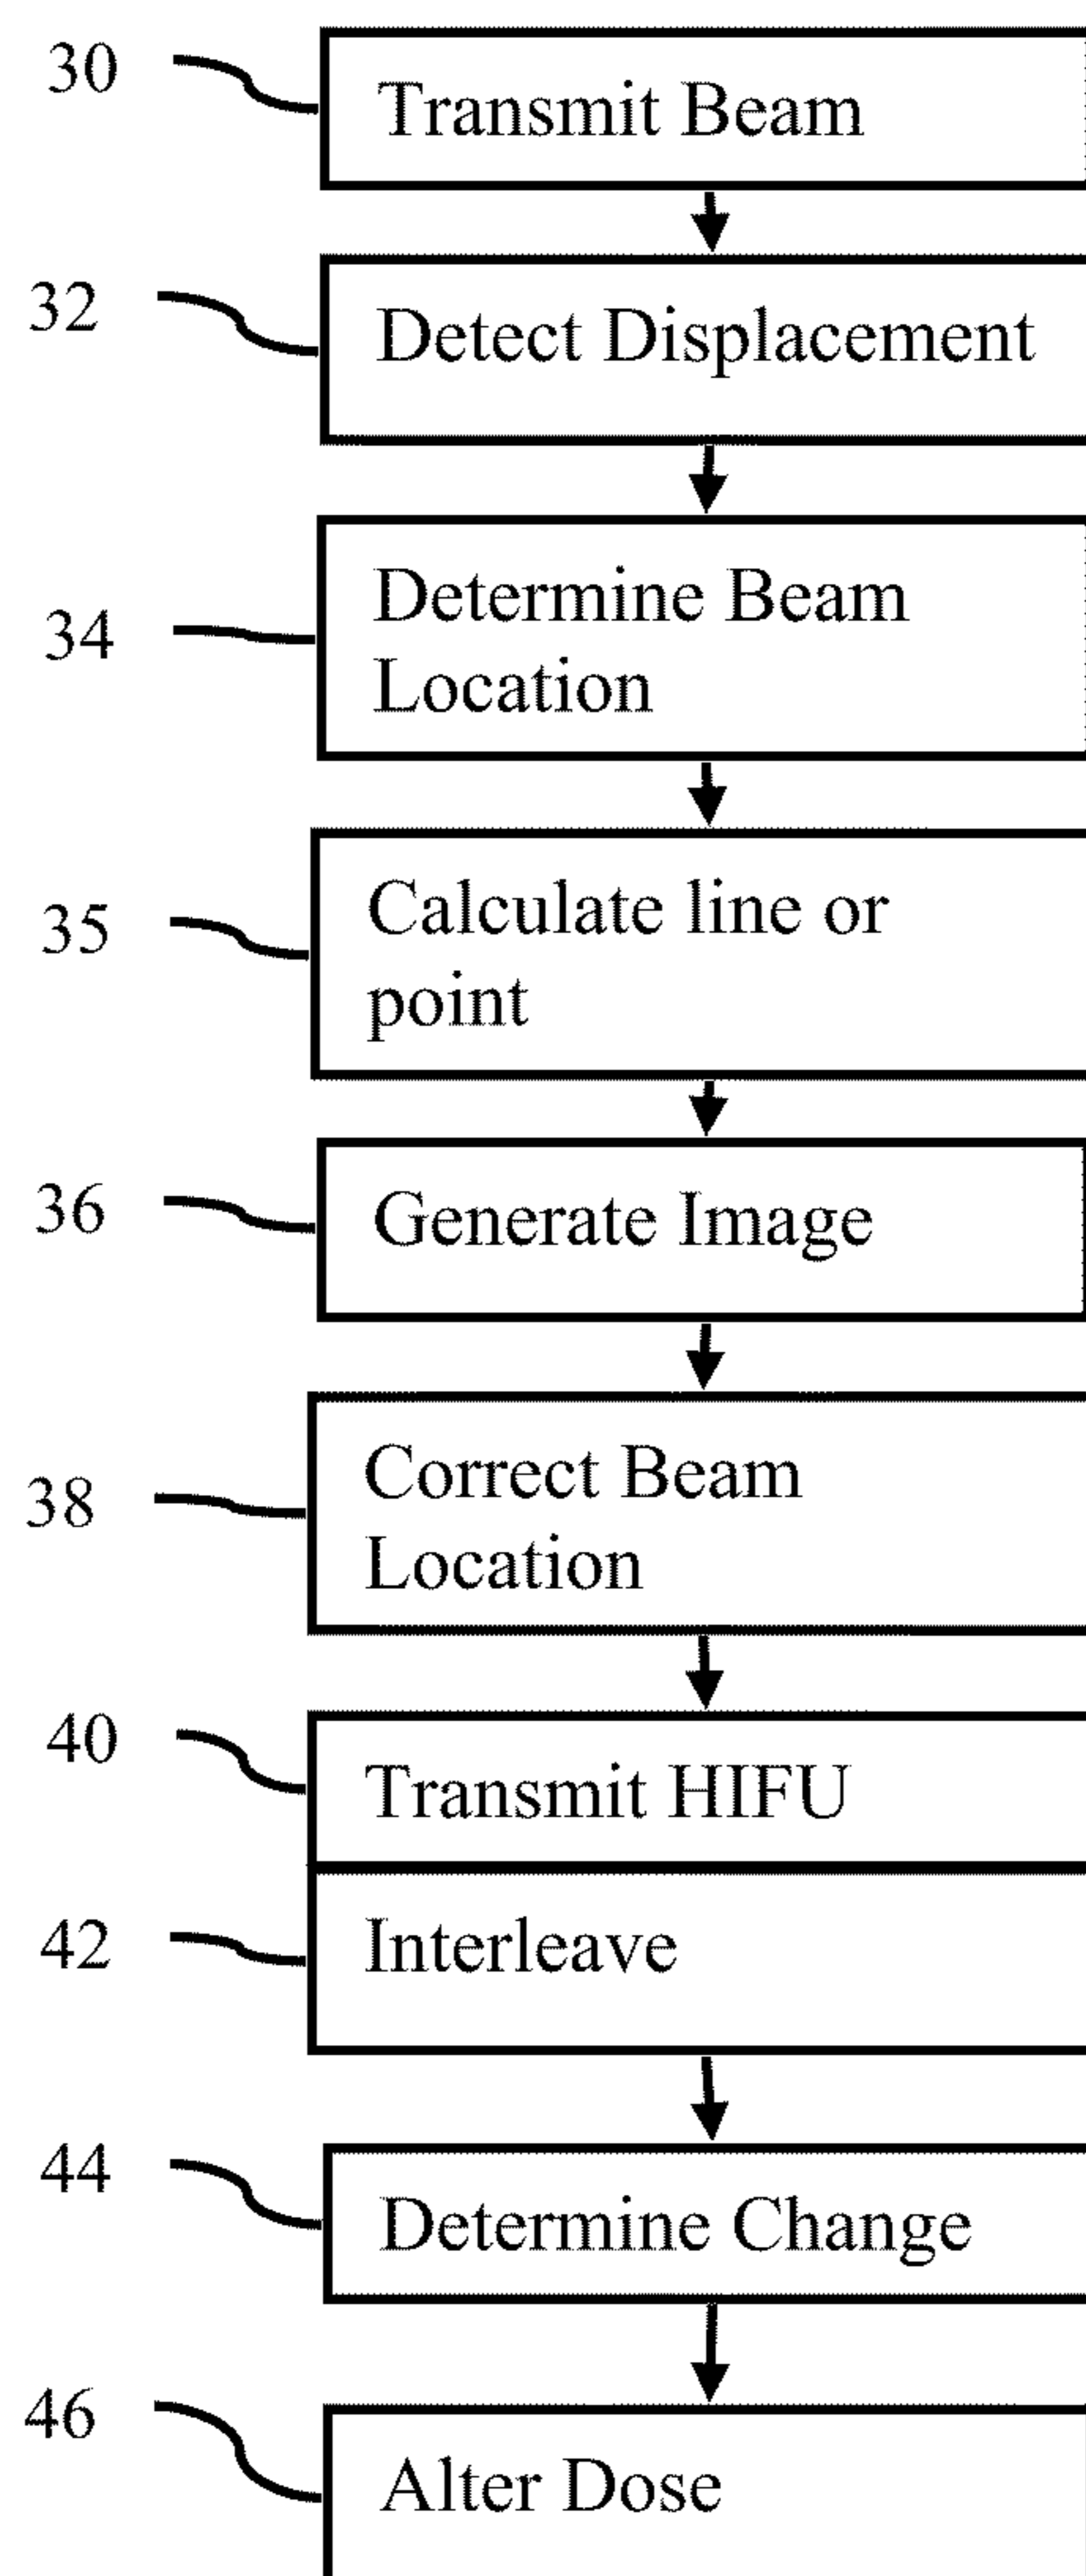 30
Transmit Beam
32
Detect Displacement
34
Determine Beam
Location
35
Calculate line or
point
36
Generate Image
38
Correct Beam
Location
40
Transmit HIFU
42
Interleave
44
Determine Change
46
Alter Dose